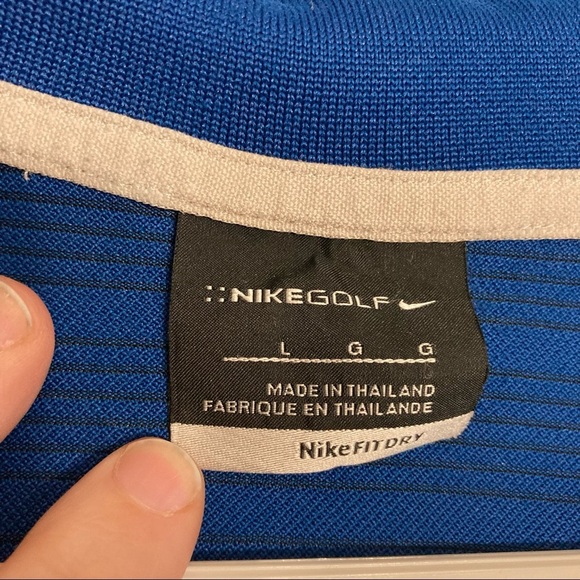 NIKEGOLF
L G G
MADE IN THAILAND
FABRIQUE EN THAILANDE
NikeFITDRY